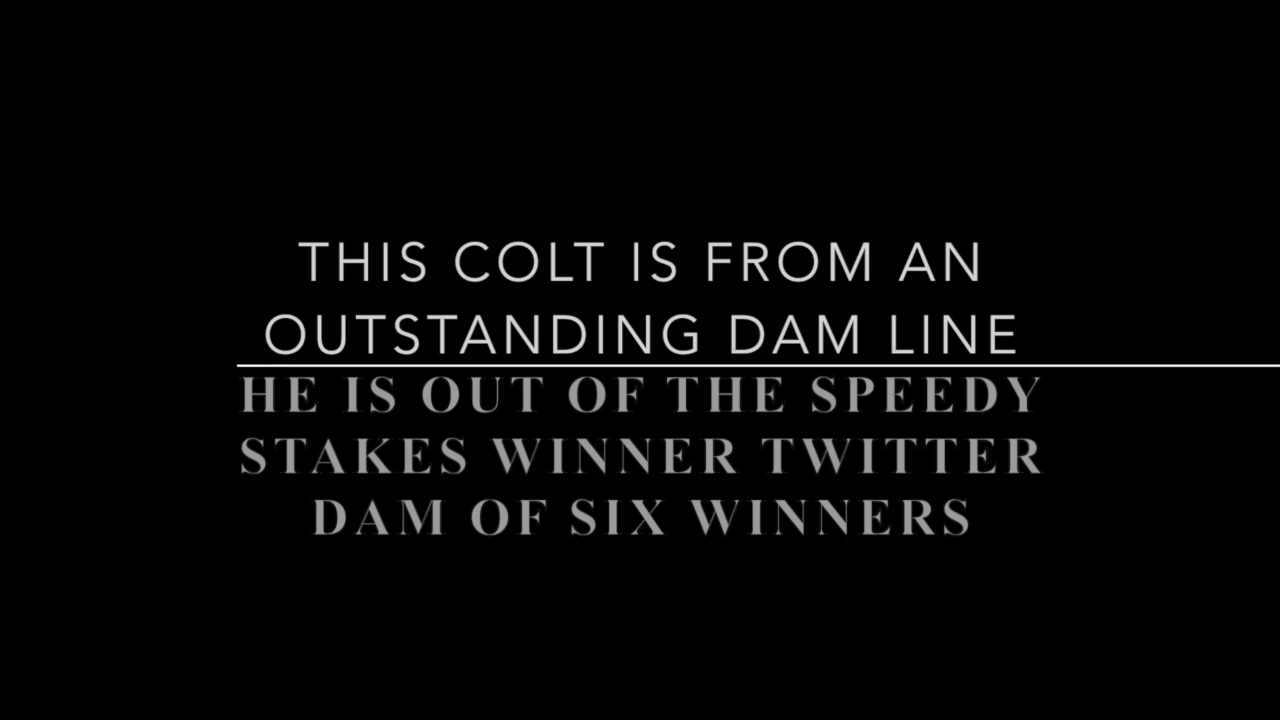 THIS COLT IS FROM AN
OUTSTANDING DAM LINE
HE IS OUT OF THE SPEEDY
STAKES WINNER TWITTER
DAM OF SIX WINNERS